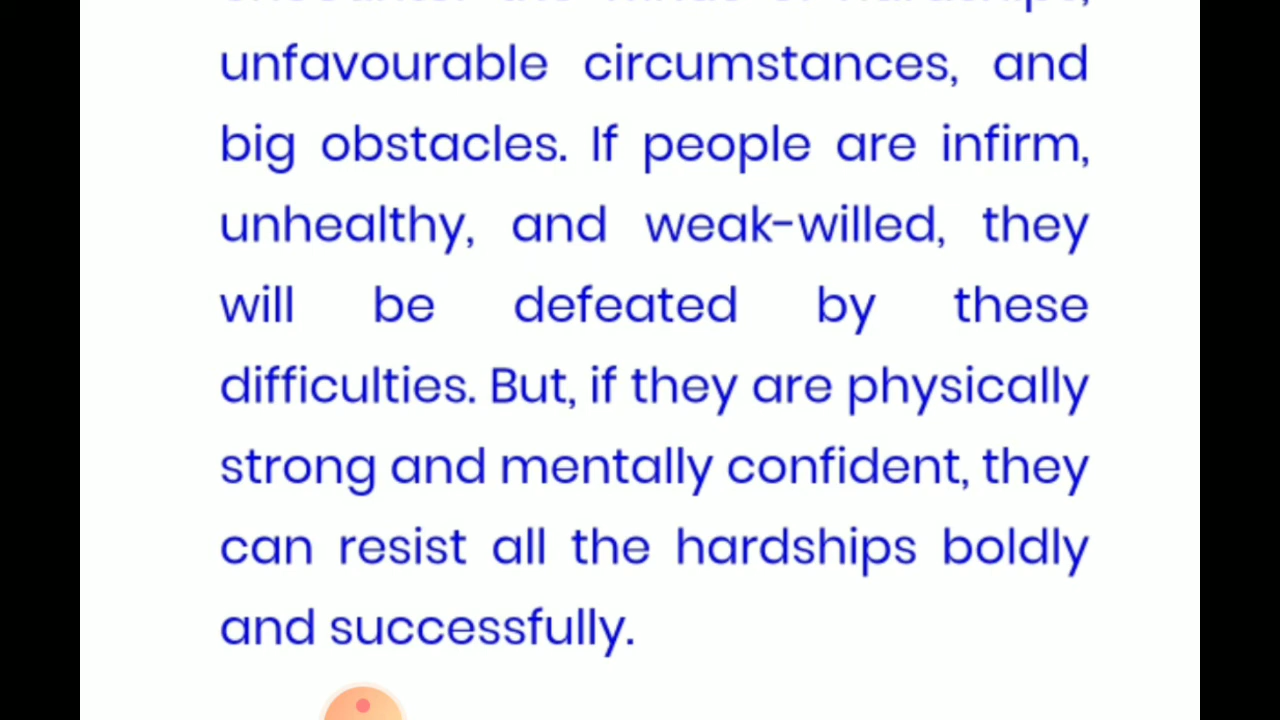 unfavourable circumstances, and
big obstacles. If people are infirm,
unhealthy, and weak-willed, they
will be defeated by these
difficulties. But, if they are physically
strong and mentally confident, they
can resist all the hardships boldly
and successfully.